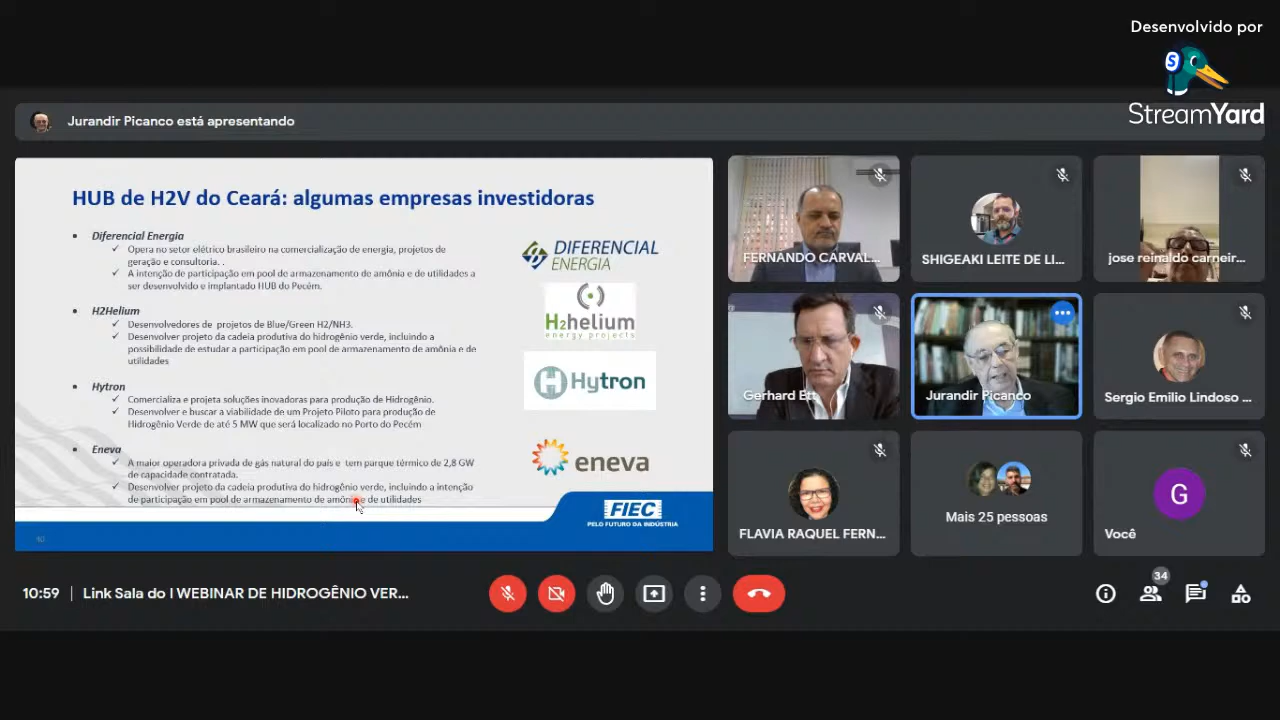 Desenvolvido por
StreamYard
Jurandir Picanco está apresentando
HUB de H2V do Ceará: algumas empresas investidoras
• Diferencial Energia
✓ Opera no setor elétrico brasileiro na comercialização de energia, projetos de
geração e consultoria. .
✓ A intenção de participação em pool de armazenamento de amônia e de utilidades a
ser desenvolvido e implantado HUB do Pecém.
• H2Helium
✓ Desenvolvedores de projetos de Blue/Green H2/NH3.
✓ Desenvolver projeto da cadeia produtiva do hidrogênio verde, incluindo a
possibilidade de estudar a participação em pool de armazenamento de amônia e de
utilidades
• Hytron
✓ Comercializa e projeta soluções inovadoras para produção de Hidrogênio.
✓ Desenvolver e buscar a viabilidade de um Projeto Piloto para produção de
Hidrogênio Verde de até 5 MW que será localizado no Porto do Pecém
• Eneva
✓ A maior operadora privada de gás natural do país e tem parque térmico de 2,8 GW
de capacidade contratada.
✓ Desenvolver projeto da cadeia produtiva do hidrogênio verde, incluindo a intenção
de participação em pool de armazenamento de amônia e de utilidades
DIFERENCIAL
ENERGIA
H2helium
energy projects
Hytron
eneva
FIEC
PELO FUTURO DA INDÚSTRIA
40
FERNANDO CARVAL...
SHIGEAKI LEITE DE LI...
jose reinaldo carneir...
Gerhard Ett
Jurandir Picanco
Sergio Emilio Lindoso ...
FLAVIA RAQUEL FERN...
Mais 25 pessoas
G
Você
10:59 | Link Sala do I WEBINAR DE HIDROGÊNIO VER...
34